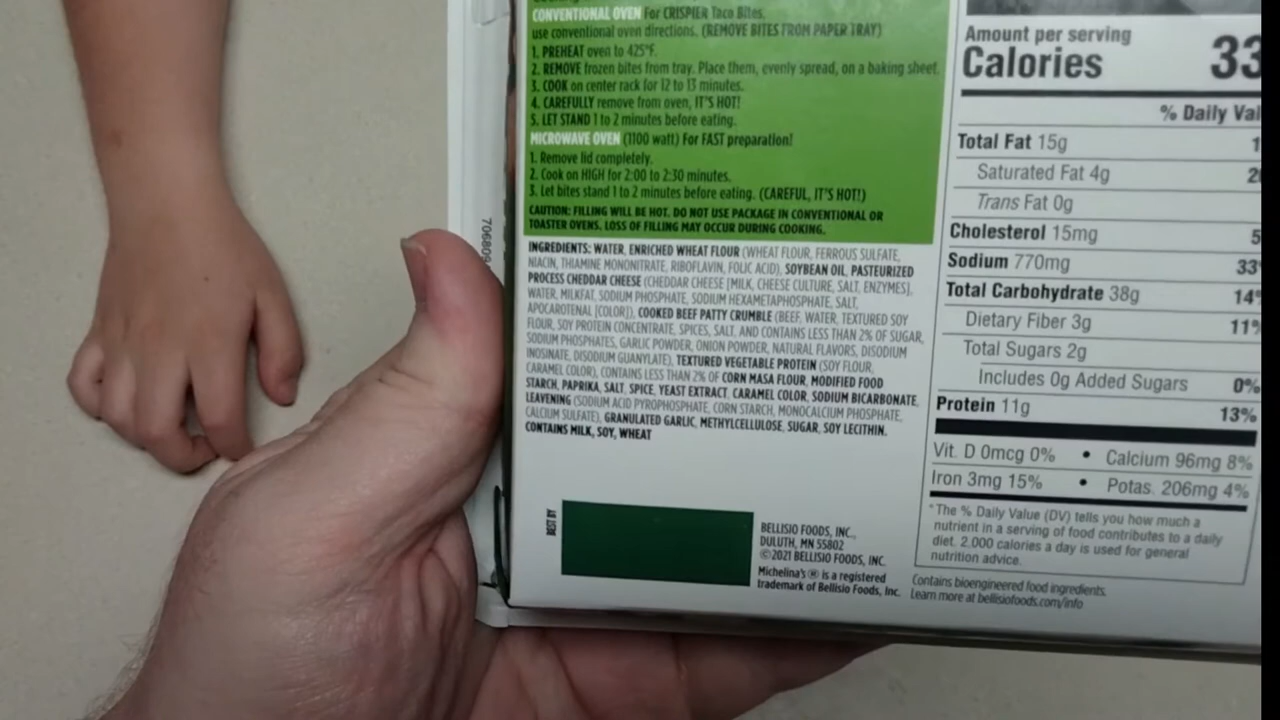 CONVENTIONAL OVEN For CRISPIER Taco Bites,
use conventional oven directions. (REMOVE BITES FROM PAPER TRAY)
1. PREHEAT oven to 425°F.
2. REMOVE frozen bites from tray. Place them, evenly spread, on a baking sheet.
3. COOK on center rack for 12 to 13 minutes.
4. CAREFULLY remove from oven, IT'S HOT!
5. LET STAND 1 to 2 minutes before eating.
MICROWAVE OVEN (1100 watt) For FAST preparation!
1. Remove lid completely.
2. Cook on HIGH for 2:00 to 2:30 minutes.
3. Let bites stand 1 to 2 minutes before eating. (CAREFUL, IT'S HOT!)
CAUTION: FILLING WILL BE HOT. DO NOT USE PACKAGE IN CONVENTIONAL OR
TOASTER OVENS. LOSS OF FILLING MAY OCCUR DURING COOKING.
706809
INGREDIENTS: WATER, ENRICHED WHEAT FLOUR (WHEAT FLOUR, FERROUS SULFATE,
NIACIN, THIAMINE MONONITRATE, RIBOFLAVIN, FOLIC ACID), SOYBEAN OIL, PASTEURIZED
PROCESS CHEDDAR CHEESE (CHEDDAR CHEESE [MILK, CHEESE CULTURE, SALT, ENZYMES],
WATER, MILKFAT, SODIUM PHOSPHATE, SODIUM HEXAMETAPHOSPHATE, SALT,
APOCAROTENAL [COLOR]), COOKED BEEF PATTY CRUMBLE (BEEF, WATER, TEXTURED SOY
FLOUR, SOY PROTEIN CONCENTRATE, SPICES, SALT, AND CONTAINS LESS THAN 2% OF SUGAR,
SODIUM PHOSPHATES, GARLIC POWDER, ONION POWDER, NATURAL FLAVORS, DISODIUM
INOSINATE, DISODIUM GUANYLATE), TEXTURED VEGETABLE PROTEIN (SOY FLOUR,
CARAMEL COLOR), CONTAINS LESS THAN 2% OF CORN MASA FLOUR, MODIFIED FOOD
STARCH, PAPRIKA, SALT, SPICE, YEAST EXTRACT, CARAMEL COLOR, SODIUM BICARBONATE,
LEAVENING (SODIUM ACID PYROPHOSPHATE, CORN STARCH, MONOCALCIUM PHOSPHATE,
CALCIUM SULFATE), GRANULATED GARLIC, METHYLCELLULOSE, SUGAR, SOY LECITHIN.
CONTAINS MILK, SOY, WHEAT
BEST BY
BELLISIO FOODS, INC.,
DULUTH, MN 55802
©2021 BELLISIO FOODS, INC.
Michelina's® is a registered
trademark of Bellisio Foods, Inc.
Amount per serving
Calories 33
% Daily Val
Total Fat 15g 1
Saturated Fat 4g 2
Trans Fat 0g
Cholesterol 15mg 5
Sodium 770mg 33
Total Carbohydrate 38g 14%
Dietary Fiber 3g 11%
Total Sugars 2g
Includes 0g Added Sugars 0%
Protein 11g 13%
Vit. D 0mcg 0% • Calcium 96mg 8%
Iron 3mg 15% • Potas. 206mg 4%
*The % Daily Value (DV) tells you how much a
nutrient in a serving of food contributes to a daily
diet. 2,000 calories a day is used for general
nutrition advice.
Contains bioengineered food ingredients.
Learn more at bellisiofoods.com/info